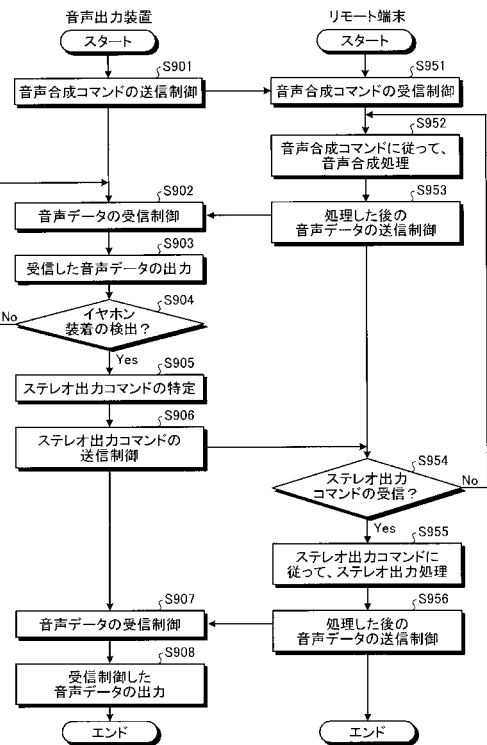 音声出力装置
スタート
S901
音声合成コマンドの送信制御
S902
音声データの受信制御
S903
受信した音声データの出力
S904
イヤホン
装着の検出？
No
Yes
S905
ステレオ出力コマンドの特定
S906
ステレオ出力コマンドの
送信制御
S907
音声データの受信制御
S908
受信制御した
音声データの出力
エンド
リモート端末
スタート
S951
音声合成コマンドの受信制御
S952
音声合成コマンドに従って、
音声合成処理
S953
処理した後の
音声データの送信制御
S954
ステレオ出力
コマンドの受信？
No
Yes
S955
ステレオ出力コマンドに
従って、ステレオ出力処理
S956
処理した後の
音声データの送信制御
エンド